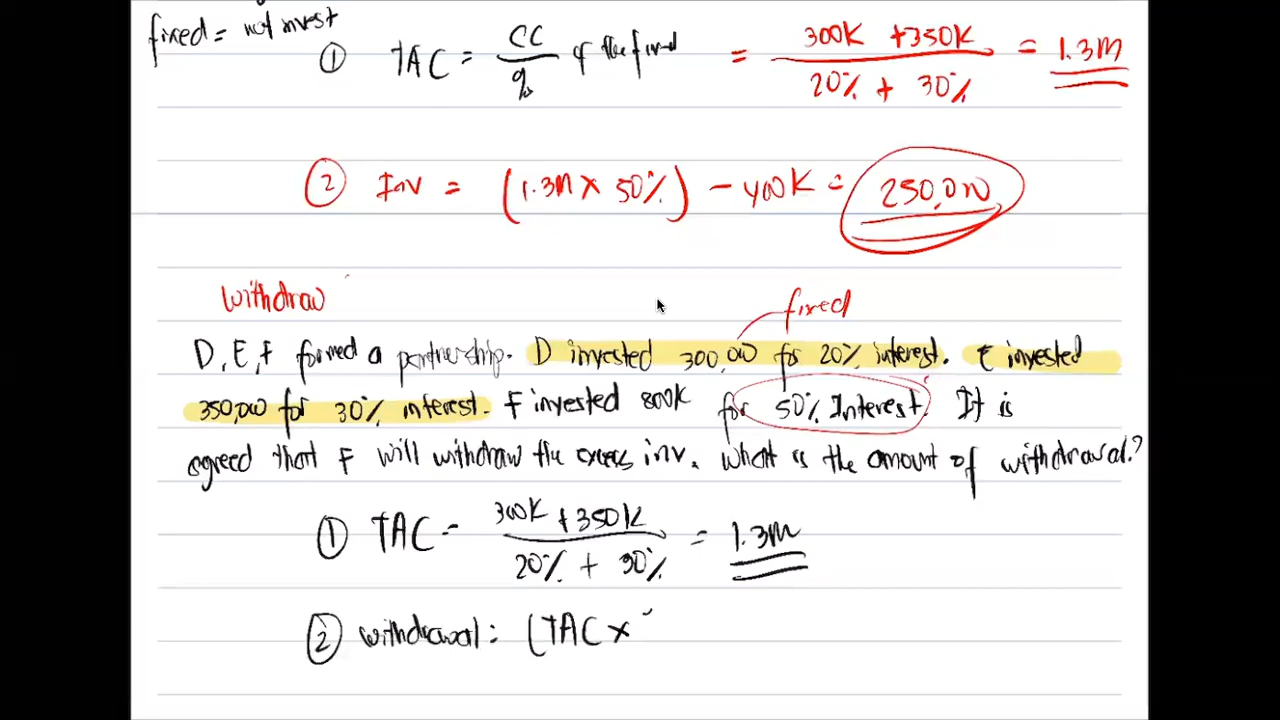 fixed = not invest
① TAC = CC / % of the fixed = 300K + 350K / 20% + 30% = 1.3M
② Inv = (1.3M x 50%) - 400K = 250,000
withdraw
fixed
D, E, F formed a partnership. D invested 300,000 for 20% interest. E invested
350,000 for 30% interest. F invested 800K for 50% Interest. It is
agreed that F will withdraw the excess inv. What is the amount of withdrawal?
① TAC = 300K + 350K / 20% + 30% = 1.3M
② withdrawal = (TAC x